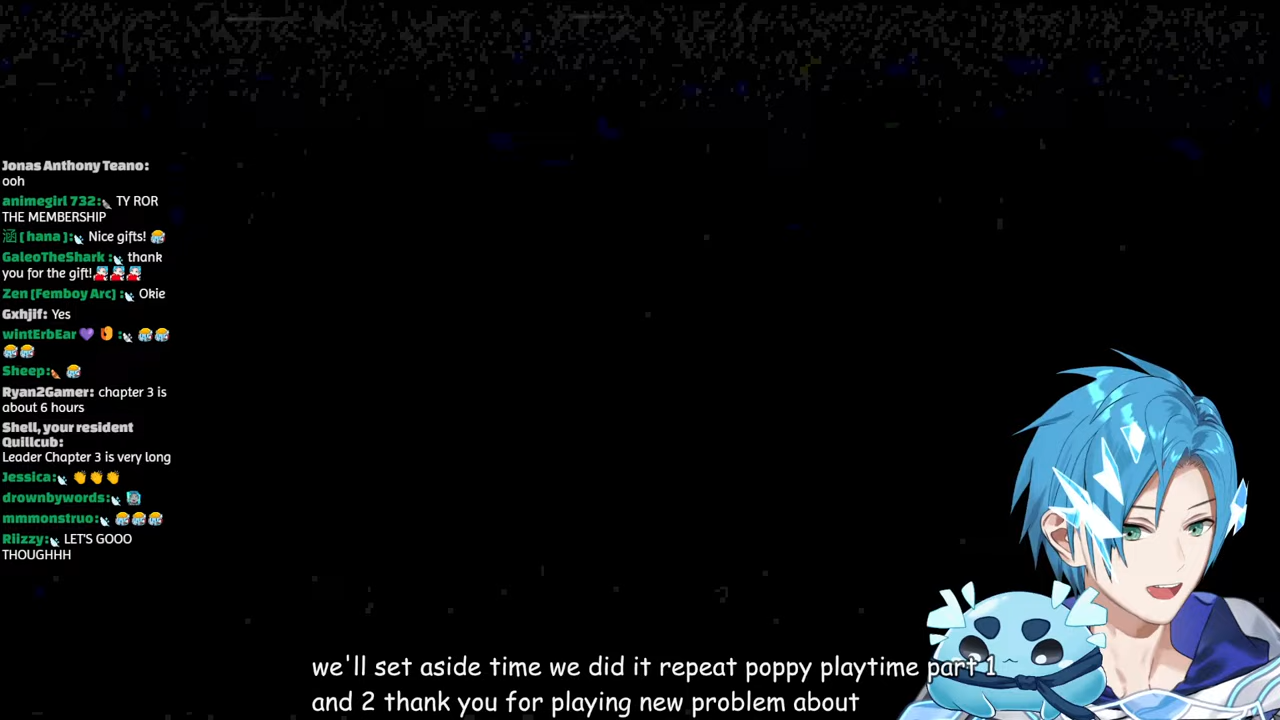 Jonas Anthony Teano:
ooh
animegirl 732: TY ROR
THE MEMBERSHIP
涵 [ hana ]: Nice gifts!
GaleoTheShark : thank
you for the gift!
Zen [Femboy Arc] : Okie
Gxhjif: Yes
wintErbEar :
Sheep:
Ryan2Gamer: chapter 3 is
about 6 hours
Shell, your resident
Quillcub:
Leader Chapter 3 is very long
Jessica:
drownbywords:
mmmonstruo:
Riizzy: LET'S GOOO
THOUGHHH
we'll set aside time we did it repeat poppy playtime part 1
and 2 thank you for playing new problem about